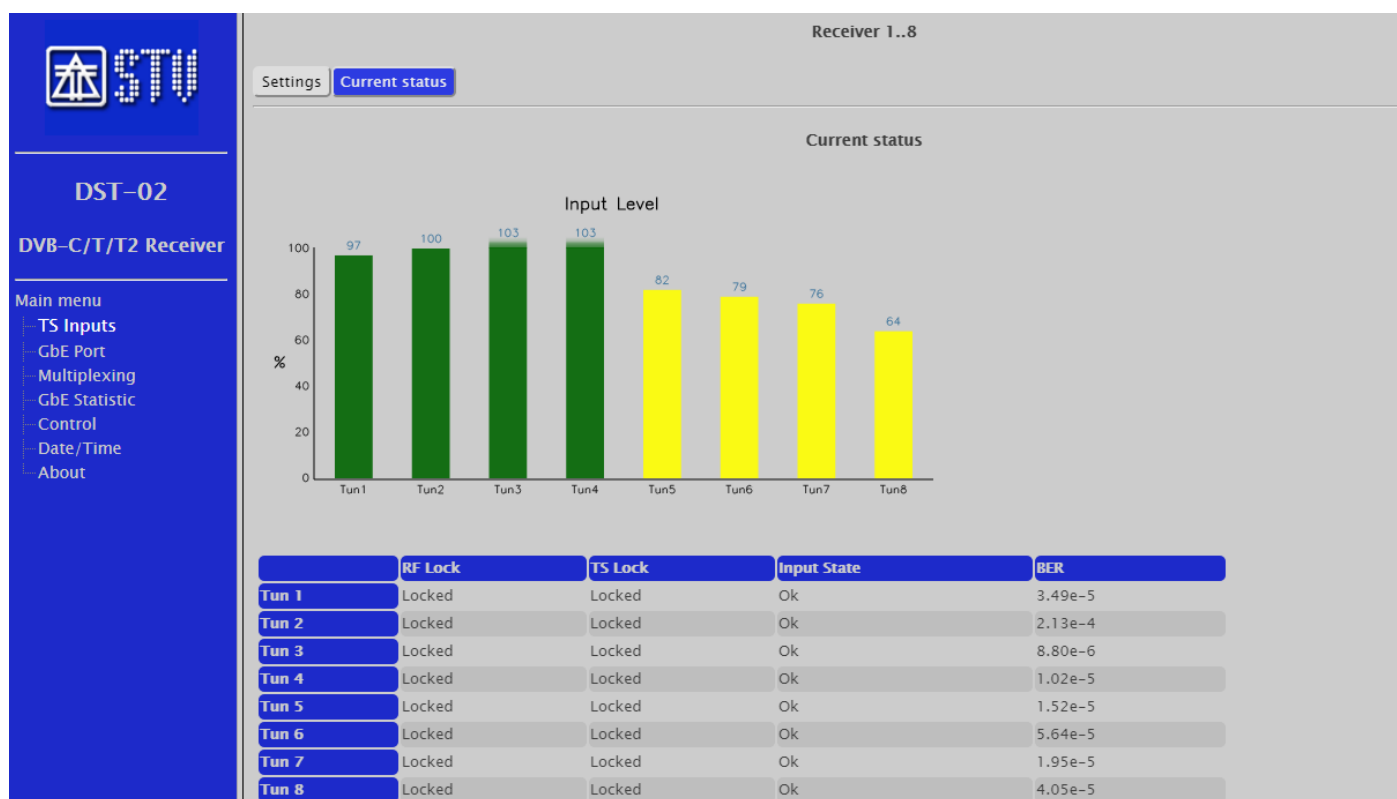 STV
Receiver 1..8
Settings Current status
Current status
DST-02
DVB-C/T/T2 Receiver
Main menu
TS Inputs
GbE Port
Multiplexing
GbE Statistic
Control
Date/Time
About
Input Level
97 100 103 103 82 79 76 64
100
80
60
%
40
20
0
Tun1 Tun2 Tun3 Tun4 Tun5 Tun6 Tun7 Tun8
RF Lock TS Lock Input State BER
Tun 1 Locked Locked Ok 3.49e-5
Tun 2 Locked Locked Ok 2.13e-4
Tun 3 Locked Locked Ok 8.80e-6
Tun 4 Locked Locked Ok 1.02e-5
Tun 5 Locked Locked Ok 1.52e-5
Tun 6 Locked Locked Ok 5.64e-5
Tun 7 Locked Locked Ok 1.95e-5
Tun 8 Locked Locked Ok 4.05e-5